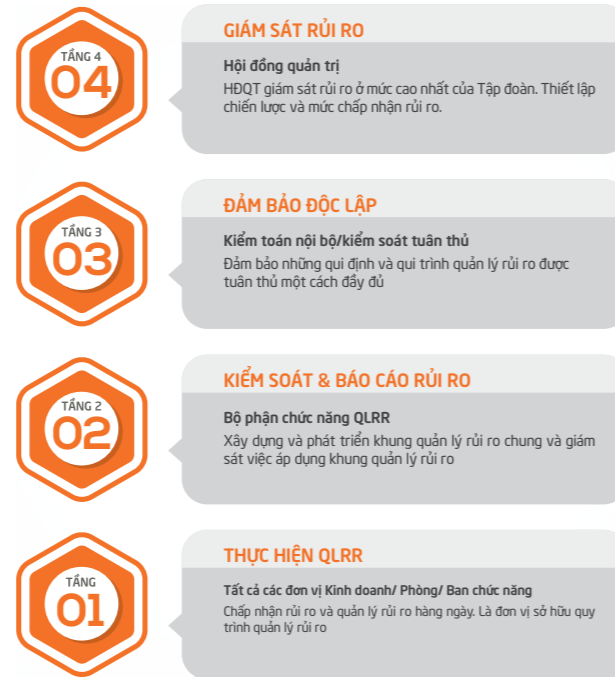 TẦNG 4
04
GIÁM SÁT RỦI RO
Hội đồng quản trị
HĐQT giám sát rủi ro ở mức cao nhất của Tập đoàn. Thiết lập
chiến lược và mức chấp nhận rủi ro.
TẦNG 3
03
ĐẢM BẢO ĐỘC LẬP
Kiểm toán nội bộ/kiểm soát tuân thủ
Đảm bảo những qui định và qui trình quản lý rủi ro được
tuân thủ một cách đầy đủ
TẦNG 2
02
KIỂM SOÁT & BÁO CÁO RỦI RO
Bộ phận chức năng QLRR
Xây dựng và phát triển khung quản lý rủi ro chung và giám
sát việc áp dụng khung quản lý rủi ro
TẦNG
01
THỰC HIỆN QLRR
Tất cả các đơn vị Kinh doanh/ Phòng/ Ban chức năng
Chấp nhận rủi ro và quản lý rủi ro hàng ngày. Là đơn vị sở hữu quy
trình quản lý rủi ro